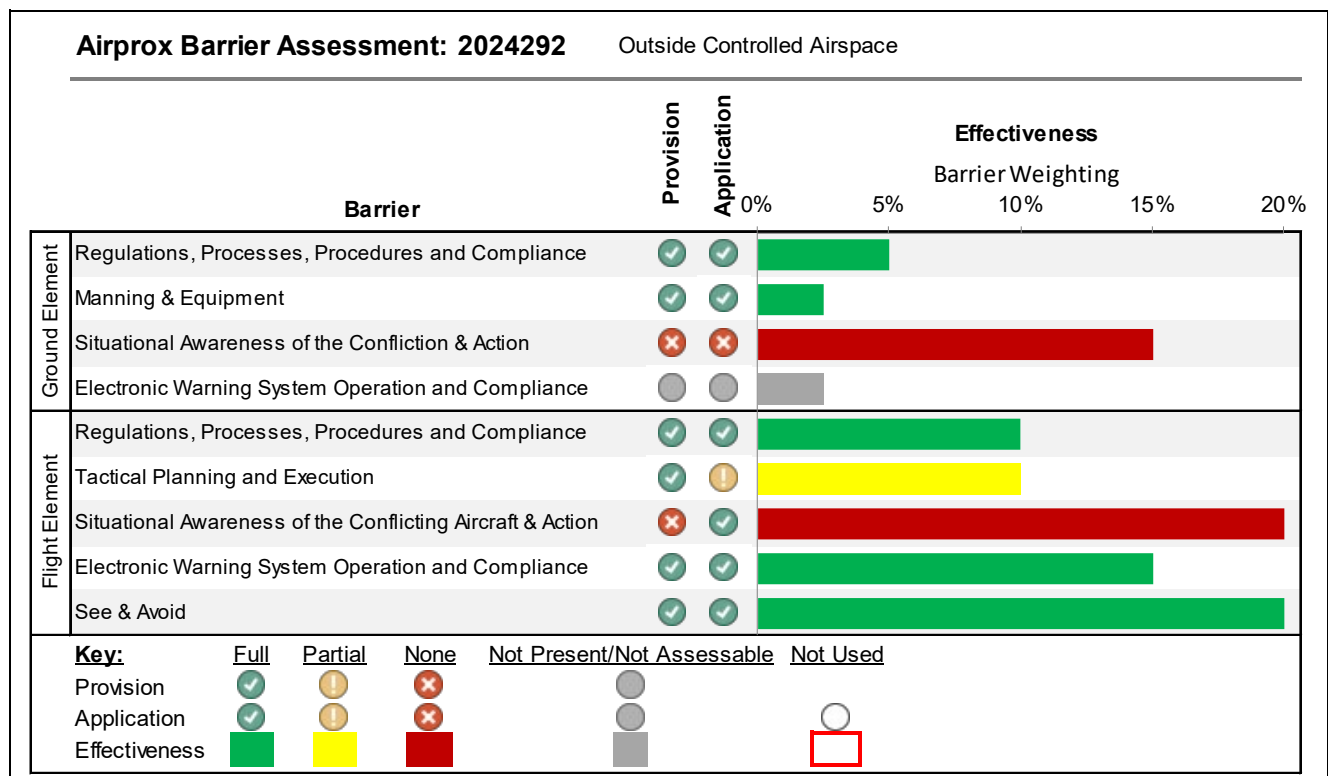 Airprox Barrier Assessment: 2024292 Outside Controlled Airspace
Barrier Provision Application Effectiveness
Barrier Weighting
0% 5% 10% 15% 20%
Ground Element
Regulations, Processes, Procedures and Compliance
Manning & Equipment
Situational Awareness of the Confliction & Action
Electronic Warning System Operation and Compliance
Flight Element
Regulations, Processes, Procedures and Compliance
Tactical Planning and Execution
Situational Awareness of the Conflicting Aircraft & Action
Electronic Warning System Operation and Compliance
See & Avoid
Key: Full Partial None Not Present/Not Assessable Not Used
Provision
Application
Effectiveness